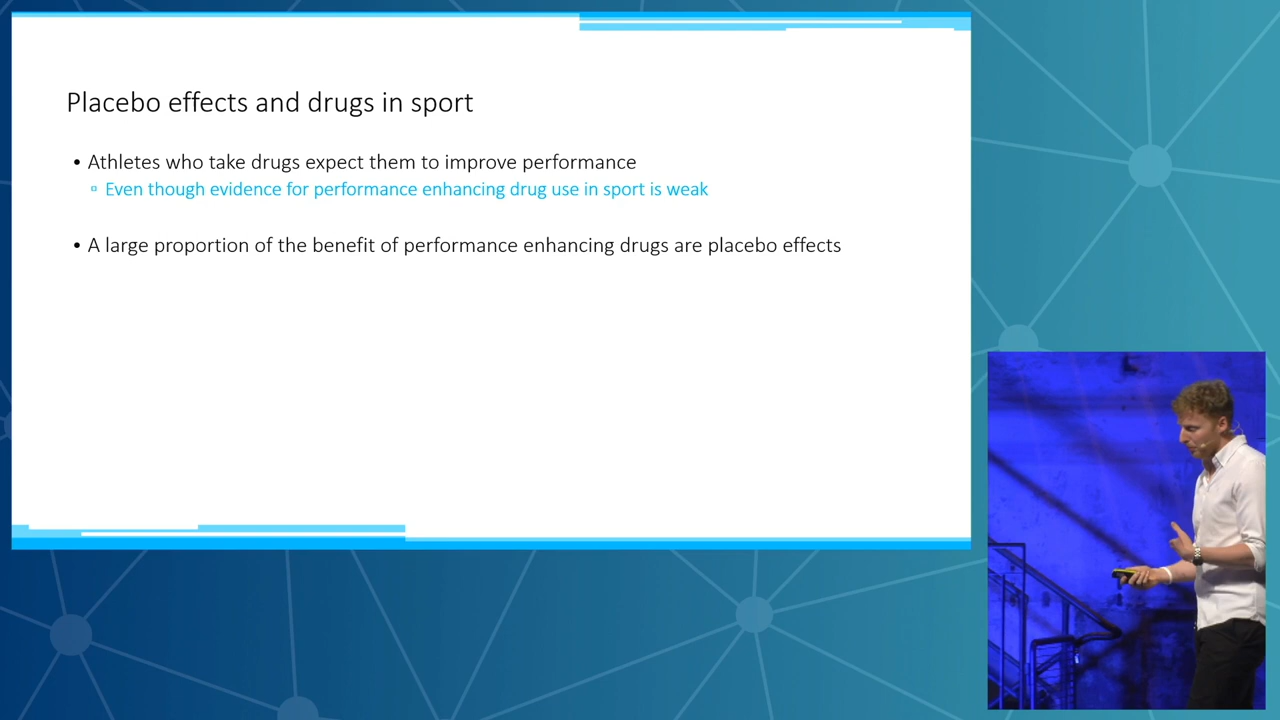 Placebo effects and drugs in sport
• Athletes who take drugs expect them to improve performance
▫ Even though evidence for performance enhancing drug use in sport is weak
• A large proportion of the benefit of performance enhancing drugs are placebo effects